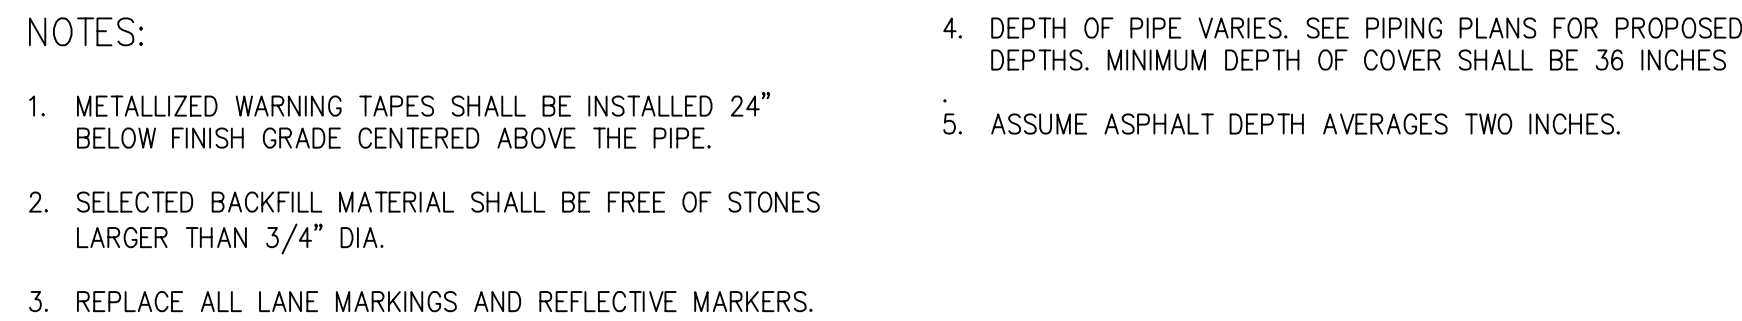 NOTES:
1. METALLIZED WARNING TAPES SHALL BE INSTALLED 24"
BELOW FINISH GRADE CENTERED ABOVE THE PIPE.
2. SELECTED BACKFILL MATERIAL SHALL BE FREE OF STONES
LARGER THAN 3/4" DIA.
3. REPLACE ALL LANE MARKINGS AND REFLECTIVE MARKERS.
4. DEPTH OF PIPE VARIES. SEE PIPING PLANS FOR PROPOSED
DEPTHS. MINIMUM DEPTH OF COVER SHALL BE 36 INCHES
.
5. ASSUME ASPHALT DEPTH AVERAGES TWO INCHES.